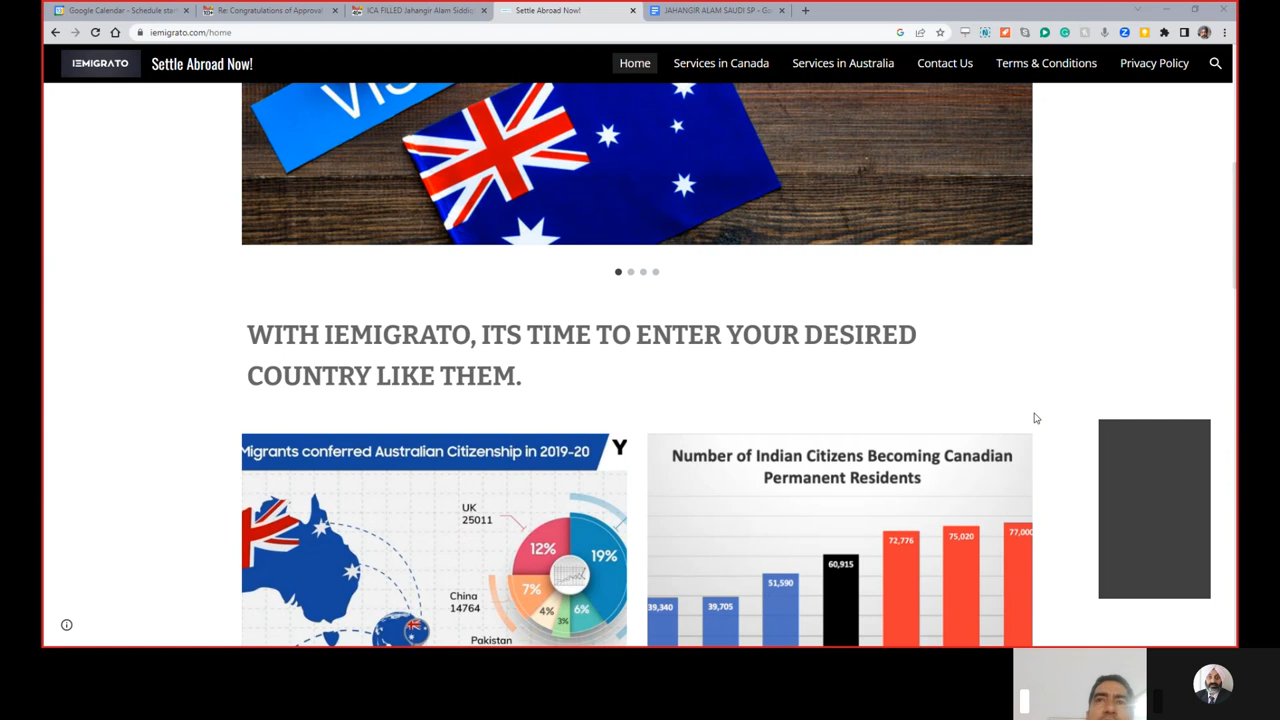 Google Calendar - Schedule star
Re: Congratulations of Approval
ICA FILLED Jahangir Alam Siddiq
Settle Abroad Now!
JAHANGIR ALAM SAUDI SP - Go
iemigrato.com/home
IEMIGRATO
Settle Abroad Now!
Home
Services in Canada
Services in Australia
Contact Us
Terms & Conditions
Privacy Policy
VIS
WITH IEMIGRATO, ITS TIME TO ENTER YOUR DESIRED
COUNTRY LIKE THEM.
Migrants conferred Australian Citizenship in 2019-20
Y
UK
25011
12%
19%
China
14764
7%
4%
3%
6%
Pakistan
Number of Indian Citizens Becoming Canadian
Permanent Residents
39,340
39,705
51,590
60,915
72,776
75,020
77,000